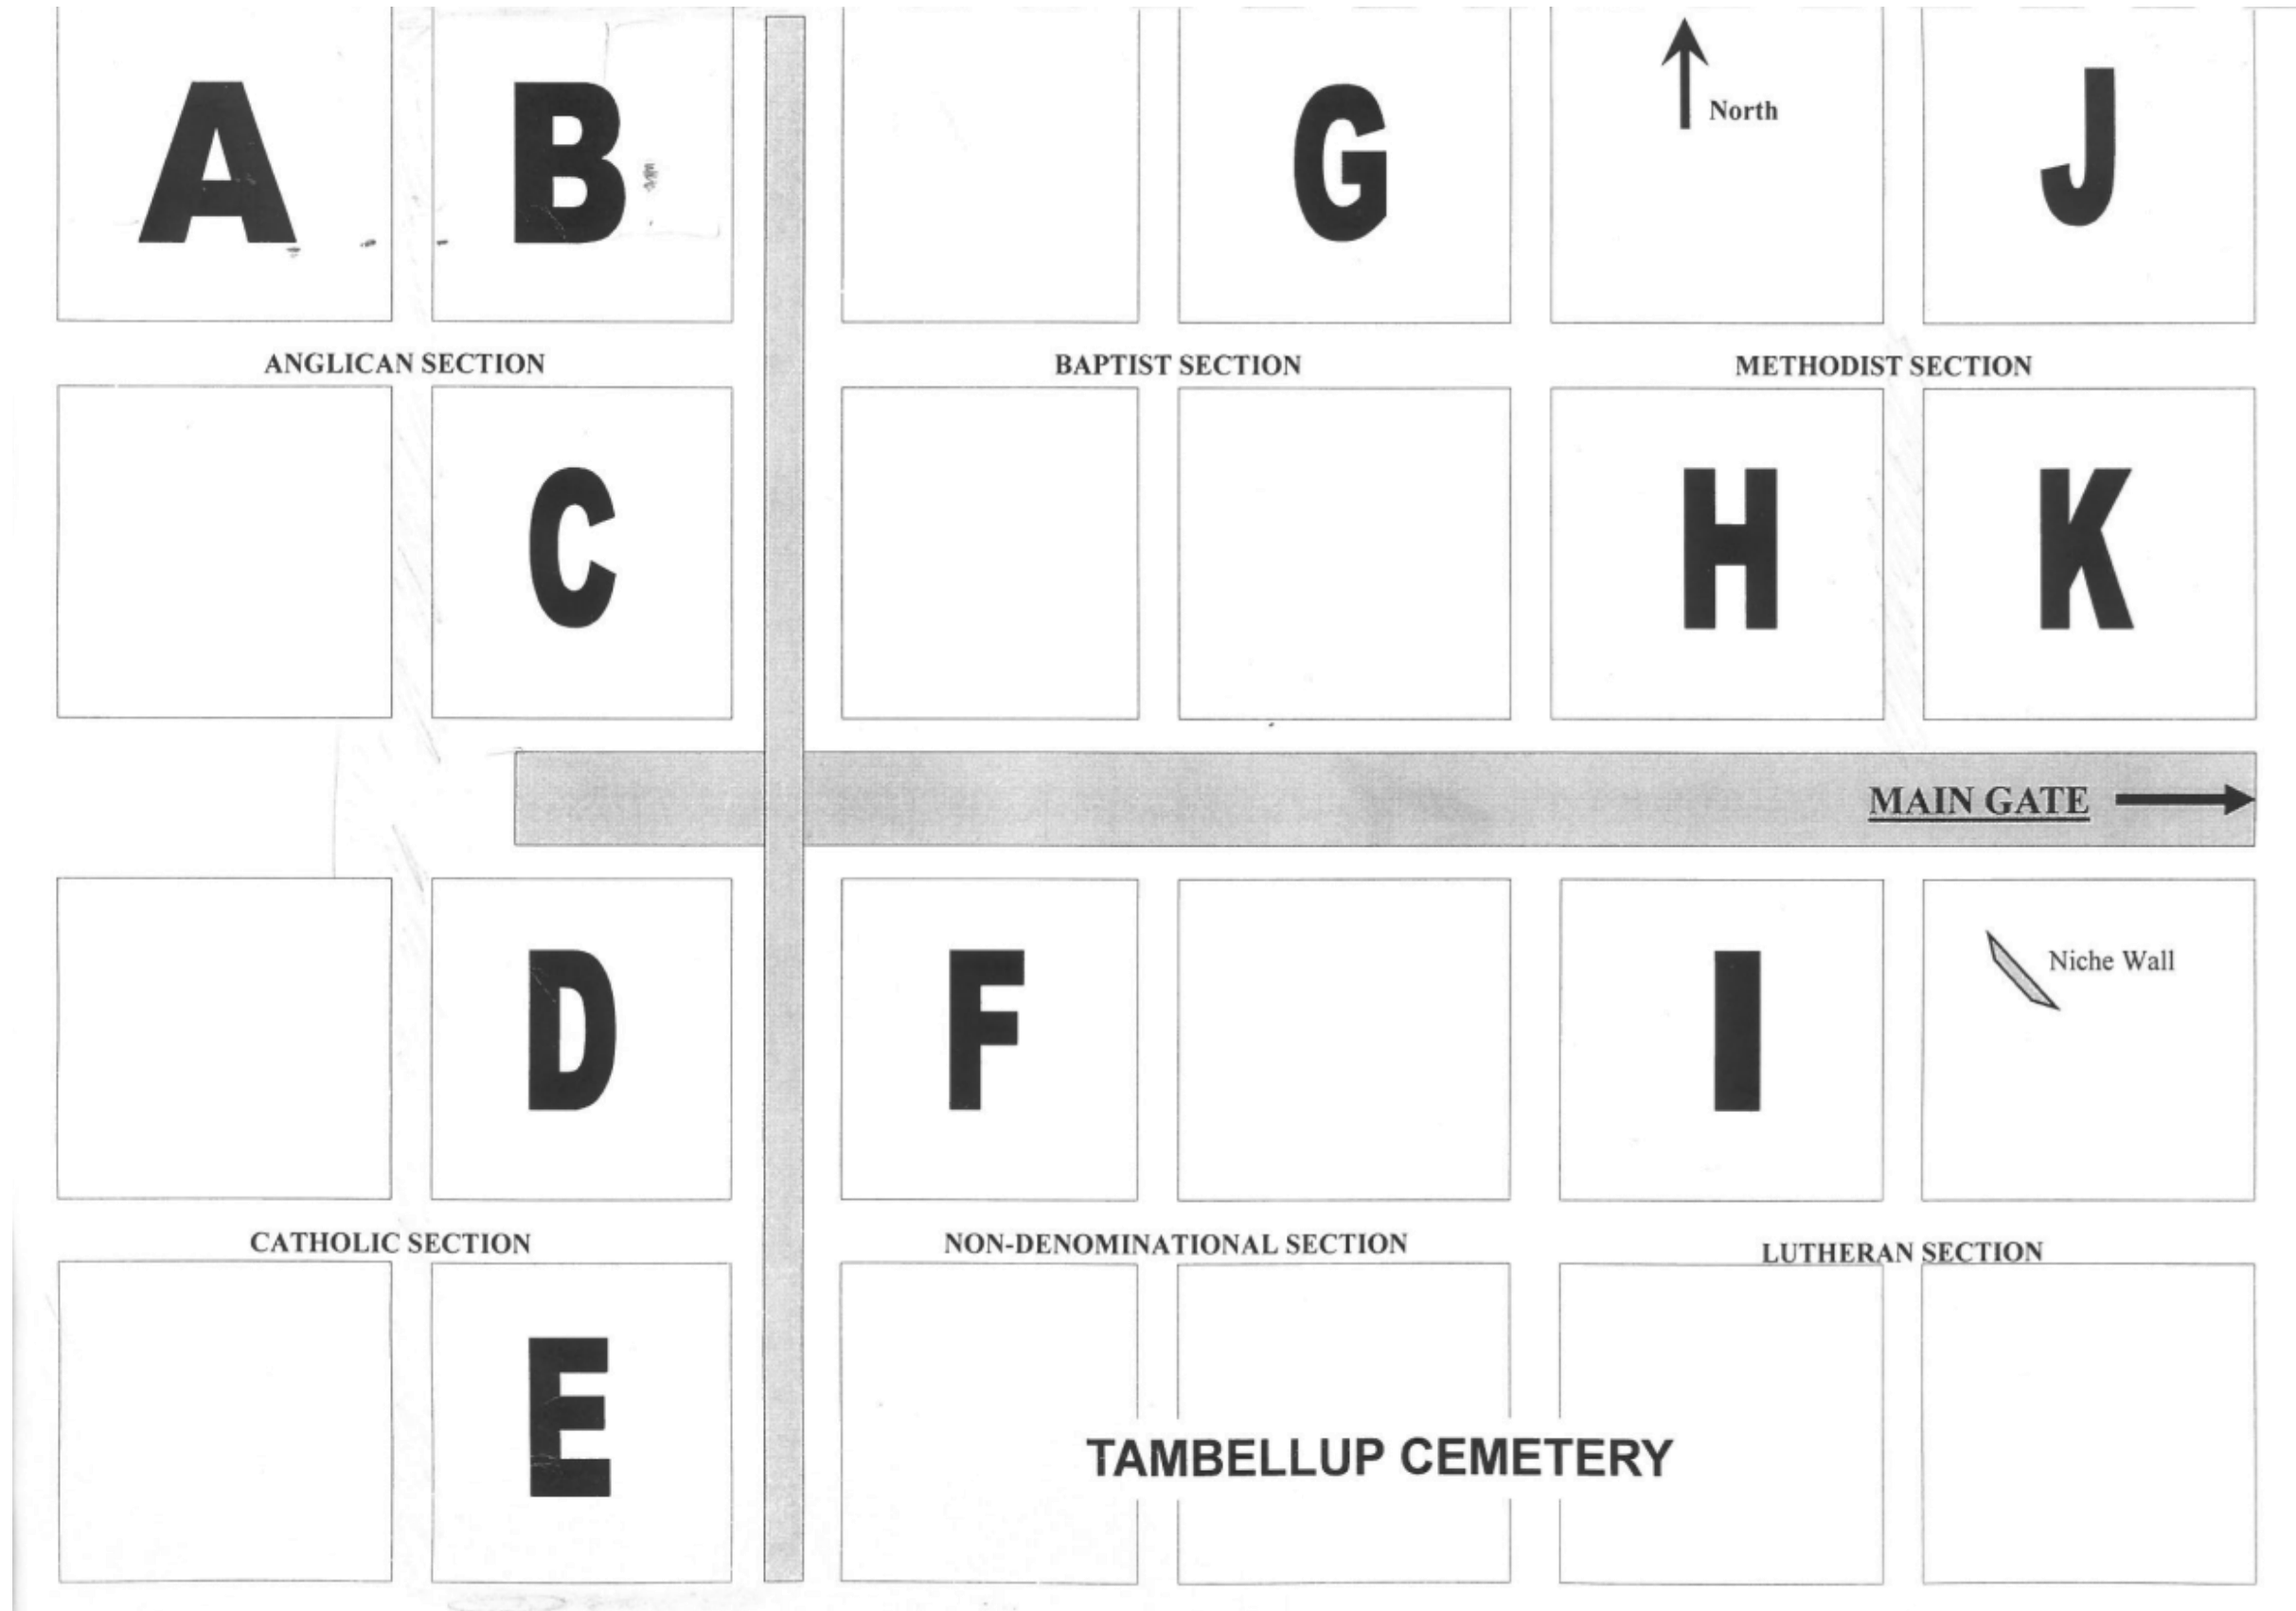 A
B
G
North
J
ANGLICAN SECTION
BAPTIST SECTION
METHODIST SECTION
C
H
K
MAIN GATE
D
F
I
Niche Wall
CATHOLIC SECTION
NON-DENOMINATIONAL SECTION
LUTHERAN SECTION
E
TAMBELLUP CEMETERY